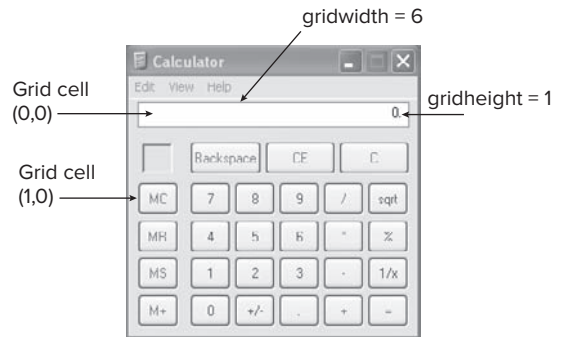 gridwidth = 6
Calculator
Edit View Help
Grid cell
(0,0)
0.
gridheight = 1
Backspace CE C
Grid cell
(1,0)
MC 7 8 9 / sqrt
MR 4 5 6 * %
MS 1 2 3 - 1/x
M+ 0 +/- . + =